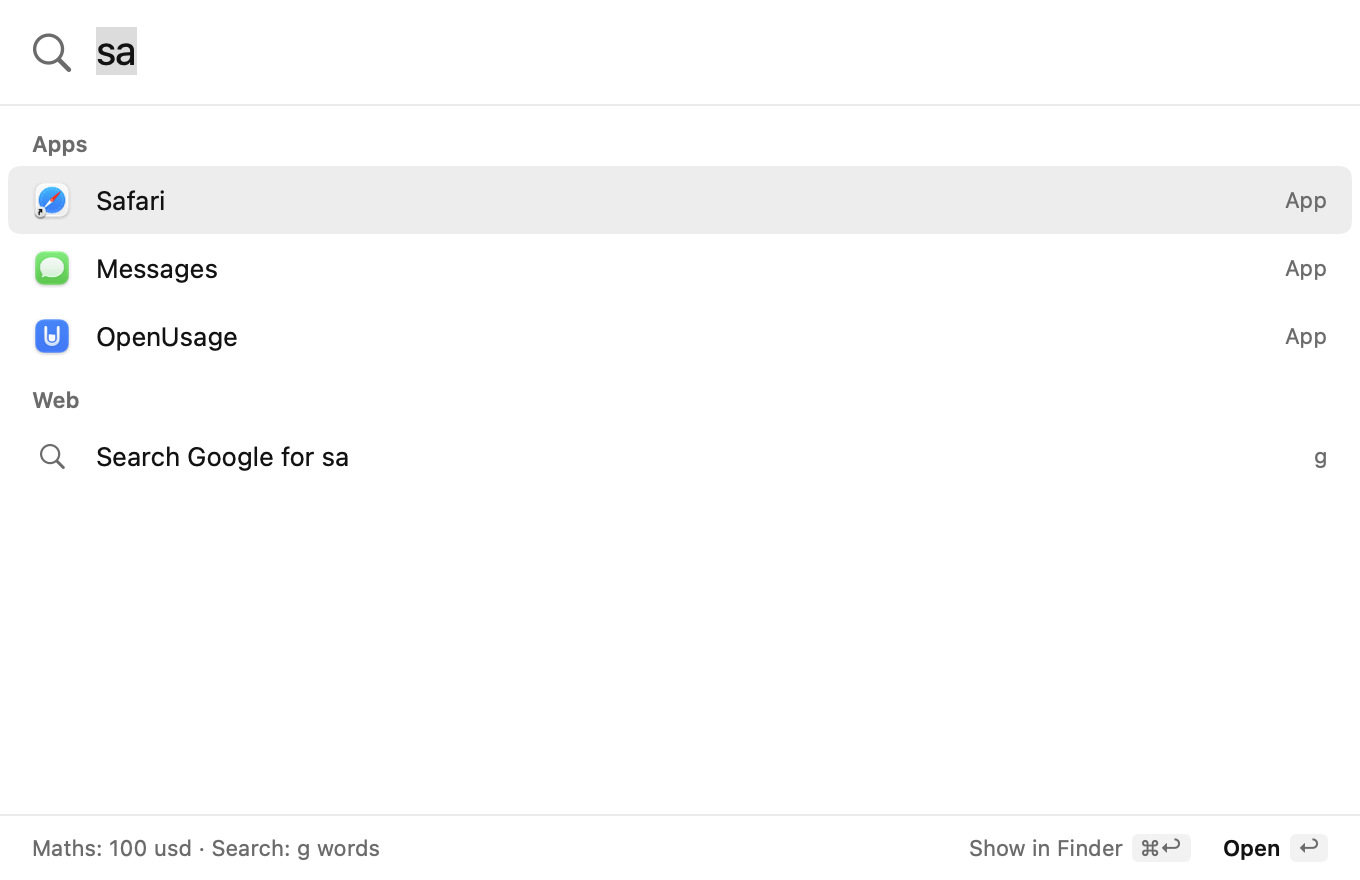 sa
Apps
Safari App
Messages App
OpenUsage App
Web
Search Google for sa g
Maths: 100 usd · Search: g words Show in Finder ⌘↩ Open ↩